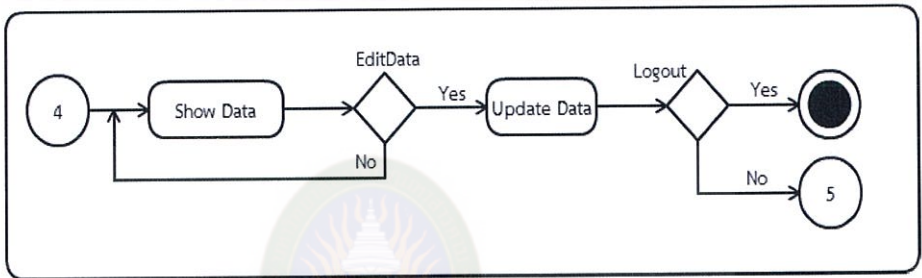 EditData
Logout
4
Show Data
Yes
Update Data
Yes
No
No
5